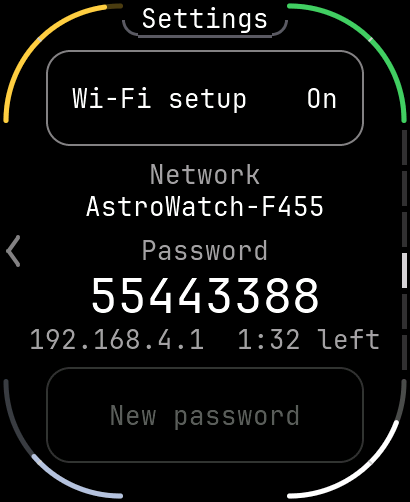 Settings
Wi-Fi setup On
Network
AstroWatch-F455
Password
55443388
192.168.4.1 1:32 left
New password